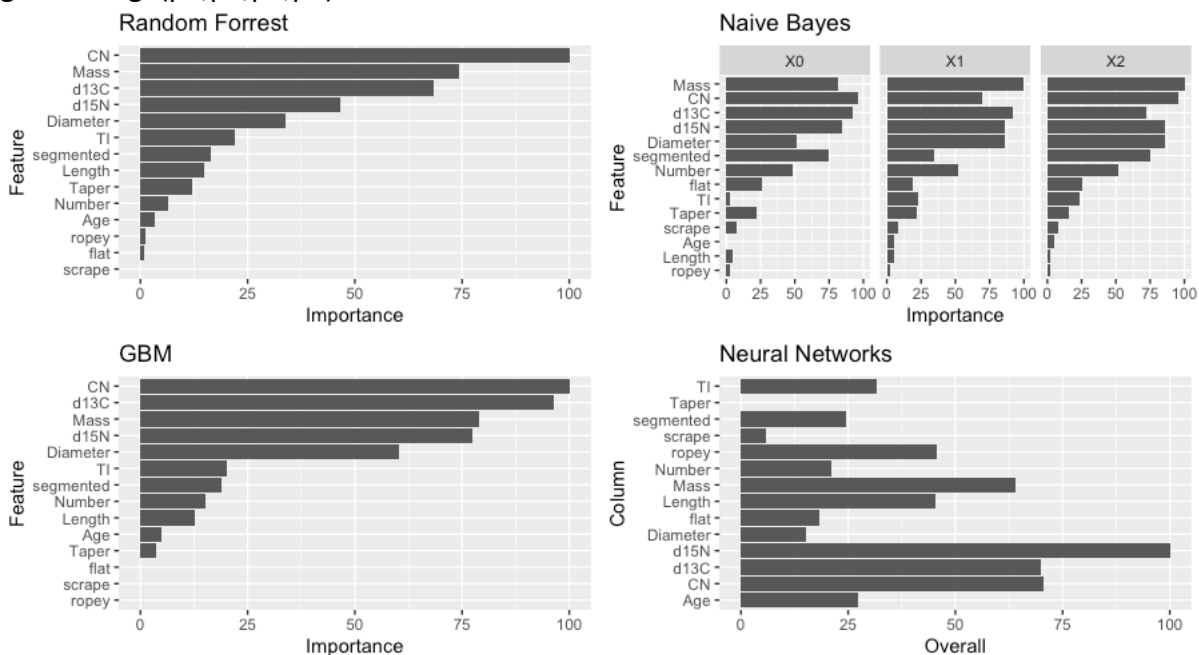 Random Forrest
Feature
CN
Mass
d13C
d15N
Diameter
TI
segmented
Length
Taper
Number
Age
ropey
flat
scrape
0 25 50 75 100
Importance
Naive Bayes
X0 X1 X2
Feature
Mass
CN
d13C
d15N
Diameter
segmented
Number
flat
TI
Taper
scrape
Age
Length
ropey
0 25 50 75 100 0 25 50 75 100 0 25 50 75 100
Importance
GBM
Feature
CN
d13C
Mass
d15N
Diameter
TI
segmented
Number
Length
Age
Taper
flat
scrape
ropey
0 25 50 75 100
Importance
Neural Networks
Column
TI
Taper
segmented
scrape
ropey
Number
Mass
Length
flat
Diameter
d15N
d13C
CN
Age
0 25 50 75 100
Overall